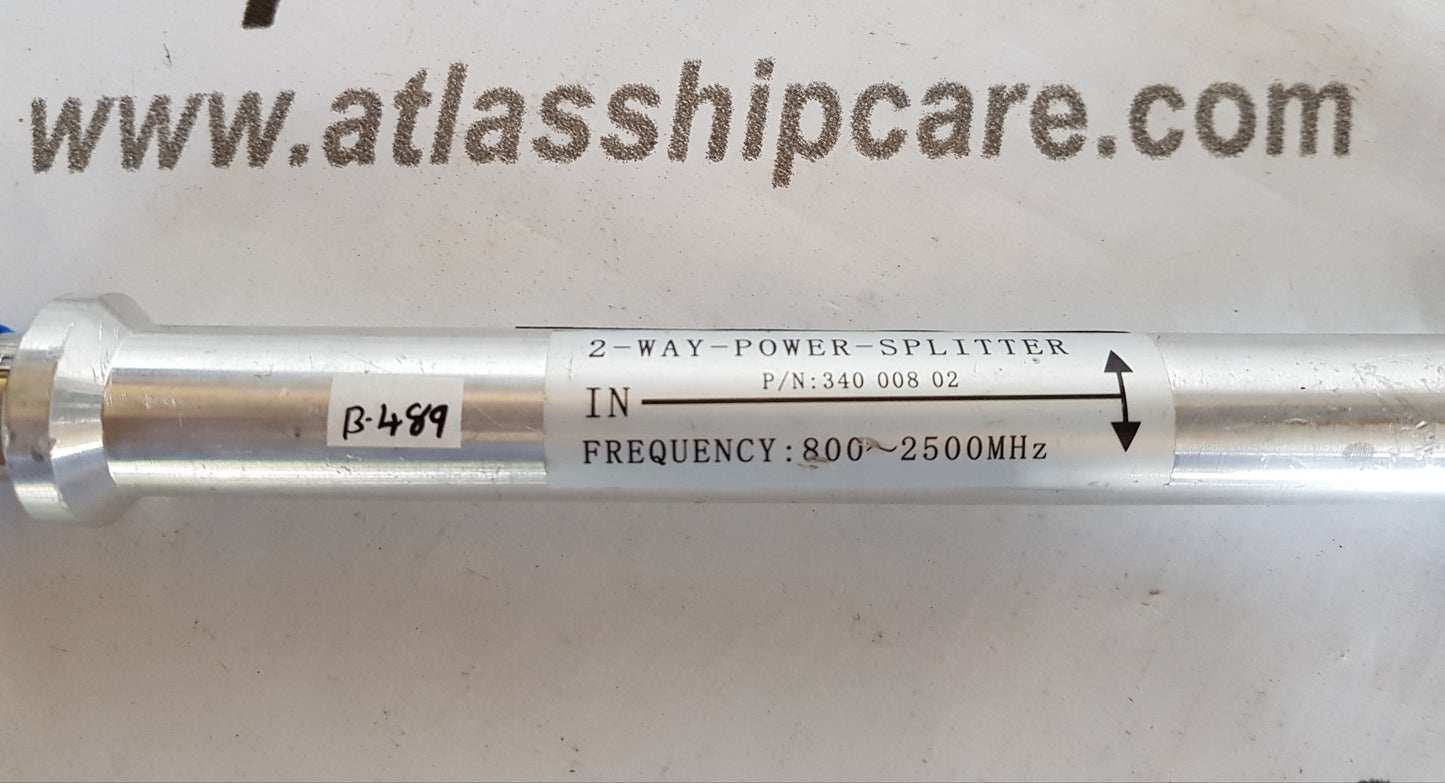 www.atlasshipcare.com
2-WAY-POWER-SPLITTER
P/N:340 008 02
IN
FREQUENCY:800~2500MHz
B-489